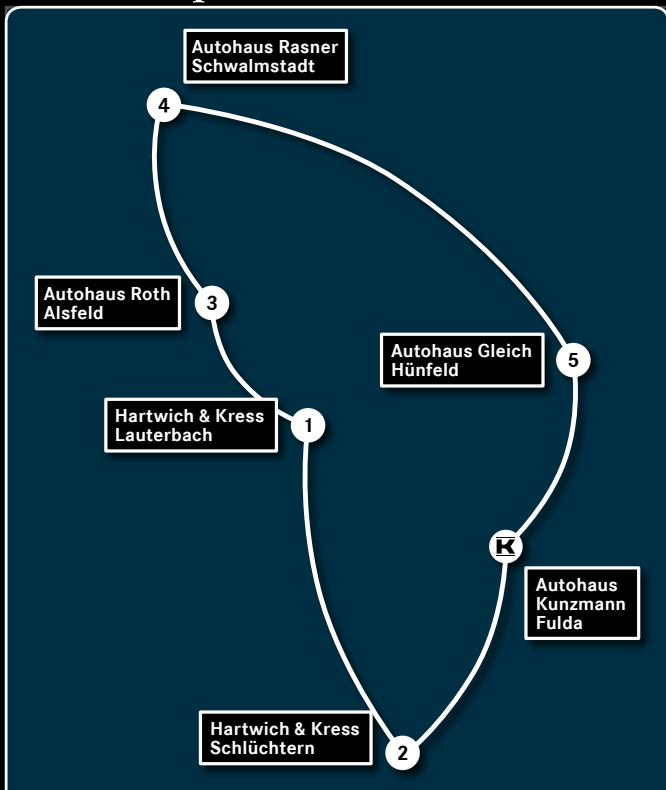 Autohaus Rasner
Schwalmstadt
4
Autohaus Roth
Alsfeld
3
Autohaus Gleich
Hünfeld
5
Hartwich & Kress
Lauterbach
1
K
Autohaus
Kunzmann
Fulda
Hartwich & Kress
Schlüchtern
2